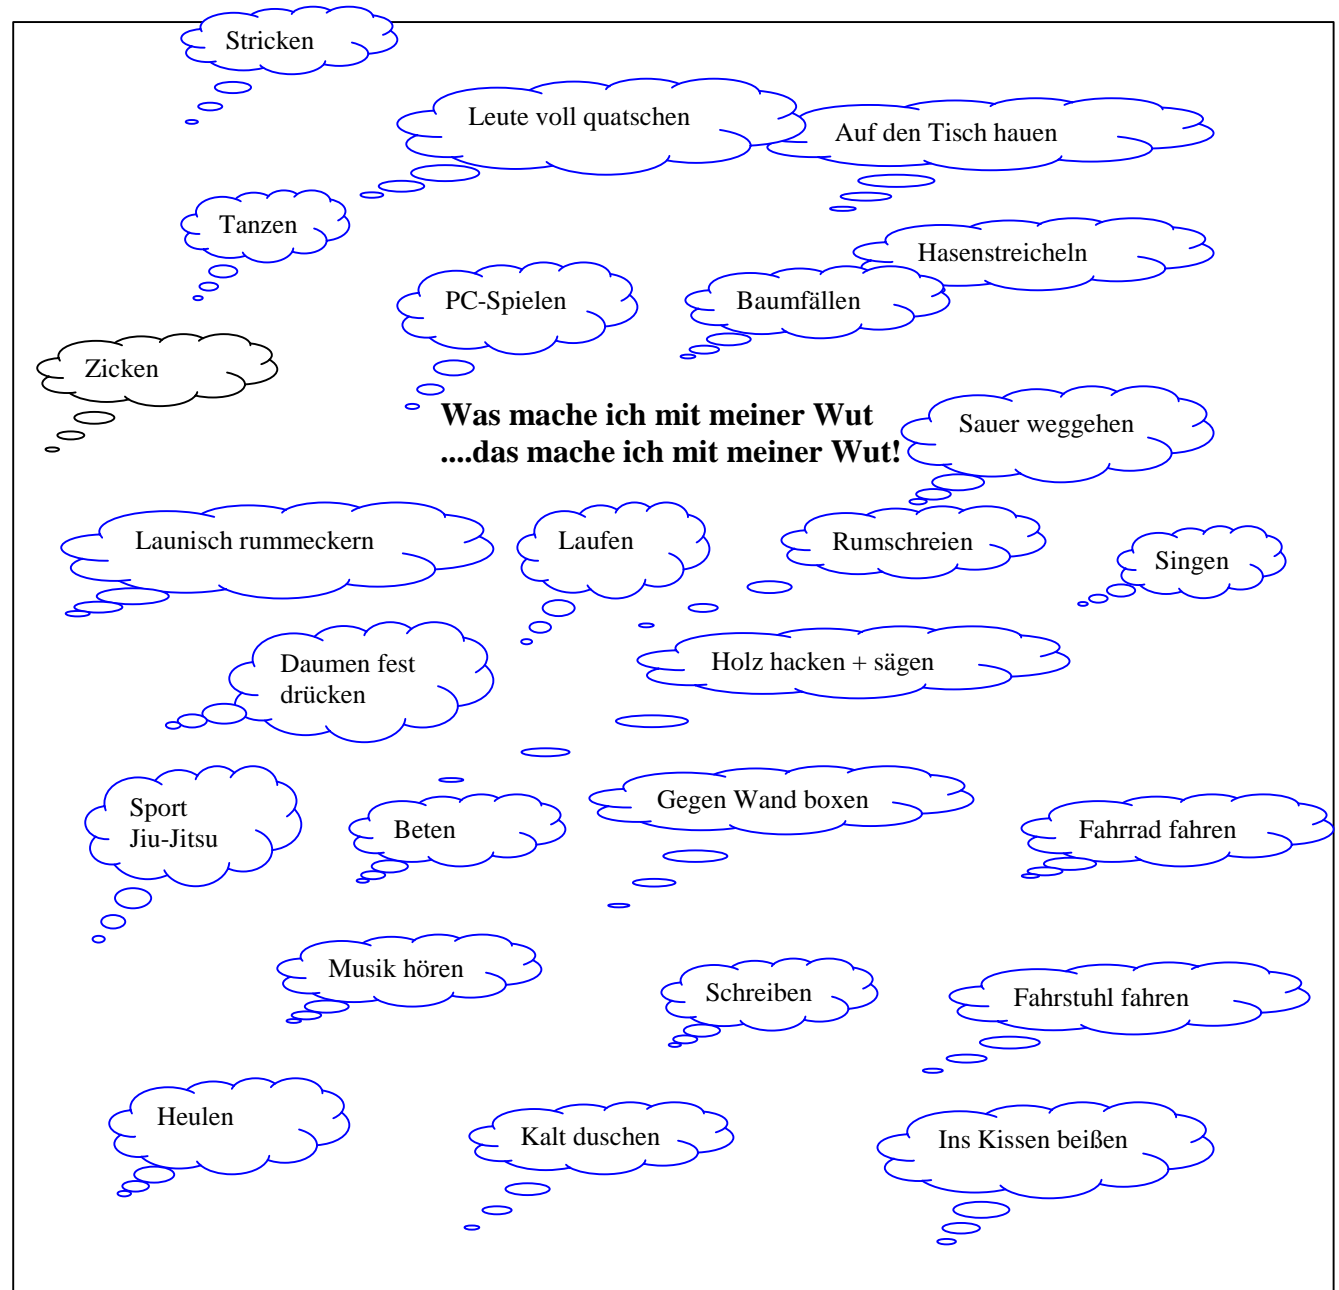 Stricken
Leute voll quatschen
Auf den Tisch hauen
Tanzen
Hasenstreicheln
PC-Spielen
Baumfällen
Zicken
Was mache ich mit meiner Wut
....das mache ich mit meiner Wut!
Sauer weggehen
Launisch rummeckern
Laufen
Rumschreien
Singen
Daumen fest
drücken
Holz hacken + sägen
Sport
Jiu-Jitsu
Beten
Gegen Wand boxen
Fahrrad fahren
Musik hören
Schreiben
Fahrstuhl fahren
Heulen
Kalt duschen
Ins Kissen beißen